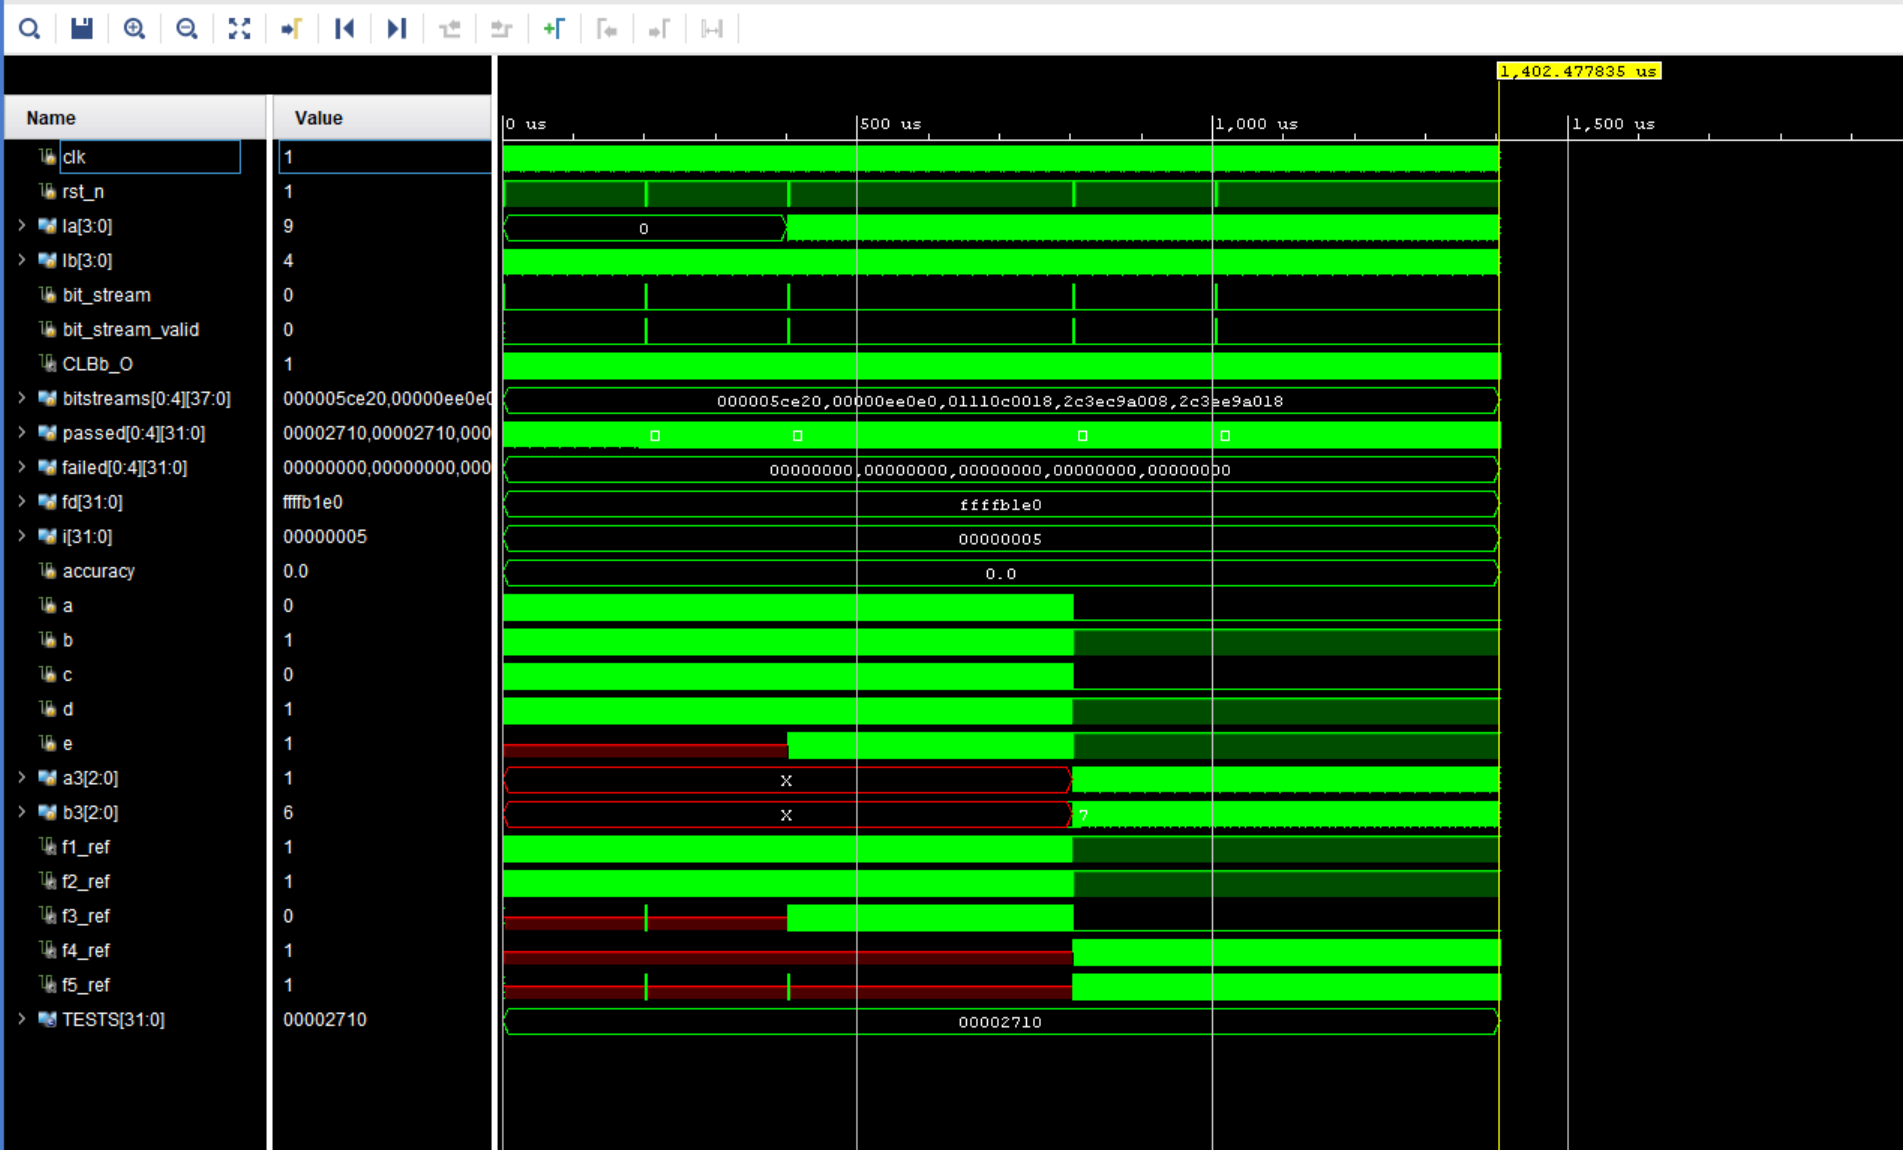 1,402.477835 us
Name Value
0 us 500 us 1,000 us 1,500 us
clk 1
rst_n 1
Ia[3:0] 9 0
Ib[3:0] 4
bit_stream 0
bit_stream_valid 0
CLBb_O 1
bitstreams[0:4][37:0] 000005ce20,00000ee0e0 000005ce20,00000ee0e0,01110c0018,2c3ec9a008,2c3ee9a018
passed[0:4][31:0] 00002710,00002710,000
failed[0:4][31:0] 00000000,00000000,000 00000000,00000000,00000000,00000000,00000000
fd[31:0] ffffb1e0 ffffb1e0
i[31:0] 00000005 00000005
accuracy 0.0 0.0
a 0
b 1
c 0
d 1
e 1
a3[2:0] 1 X
b3[2:0] 6 X 7
f1_ref 1
f2_ref 1
f3_ref 0
f4_ref 1
f5_ref 1
TESTS[31:0] 00002710 00002710